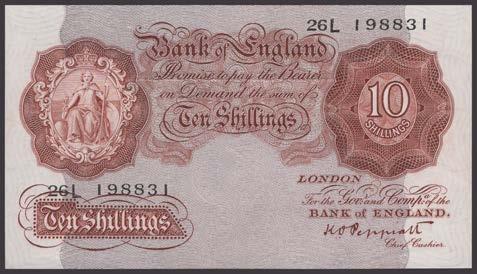 26L 198831
Bank of England
Promise to pay the Bearer
on Demand the sum of
Ten Shillings
10
SHILLINGS
LONDON
For the Gov.r and Comp.a of the
BANK OF ENGLAND.
26L 198831
Ten Shillings
K O Peppiatt
Chief Cashier.